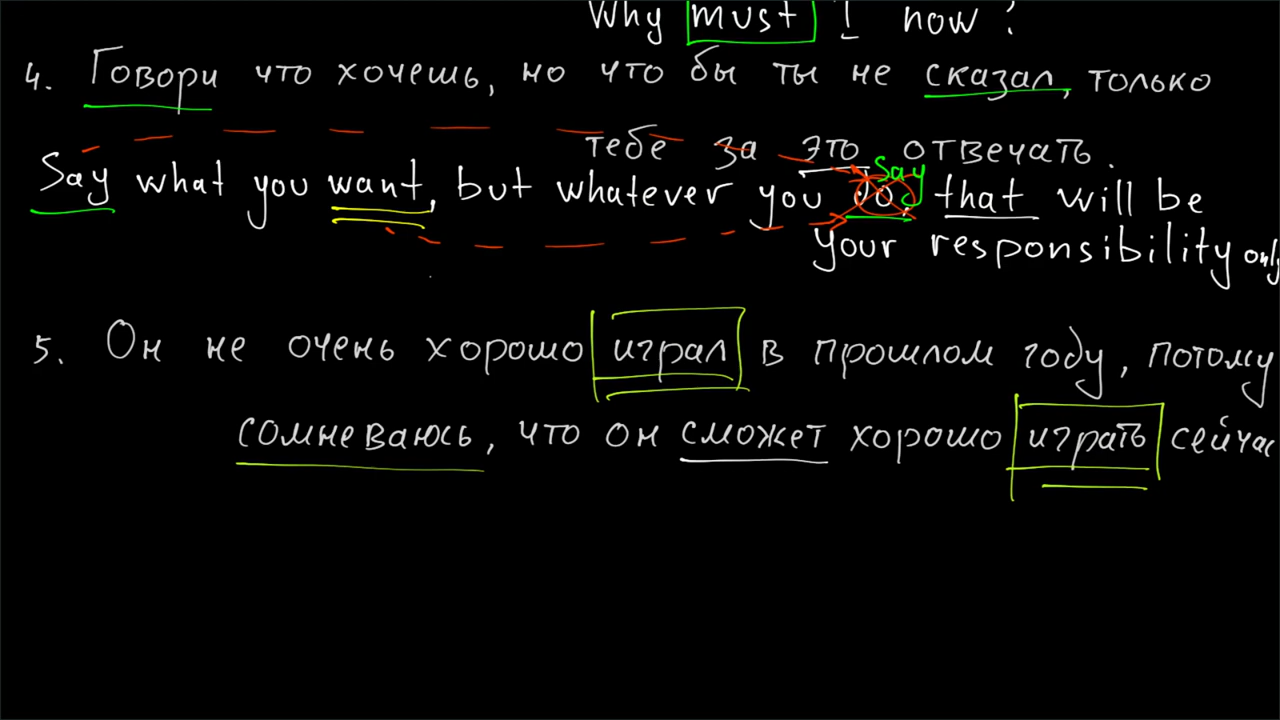 Why must I now?
4. Говори что хочешь, но что бы ты не сказал, только
тебе за это отвечать.
Say what you want, but whatever you do, say that will be
your responsibility only
5. Он не очень хорошо играл в прошлом году, потому
сомневаюсь, что он сможет хорошо играть сейчас